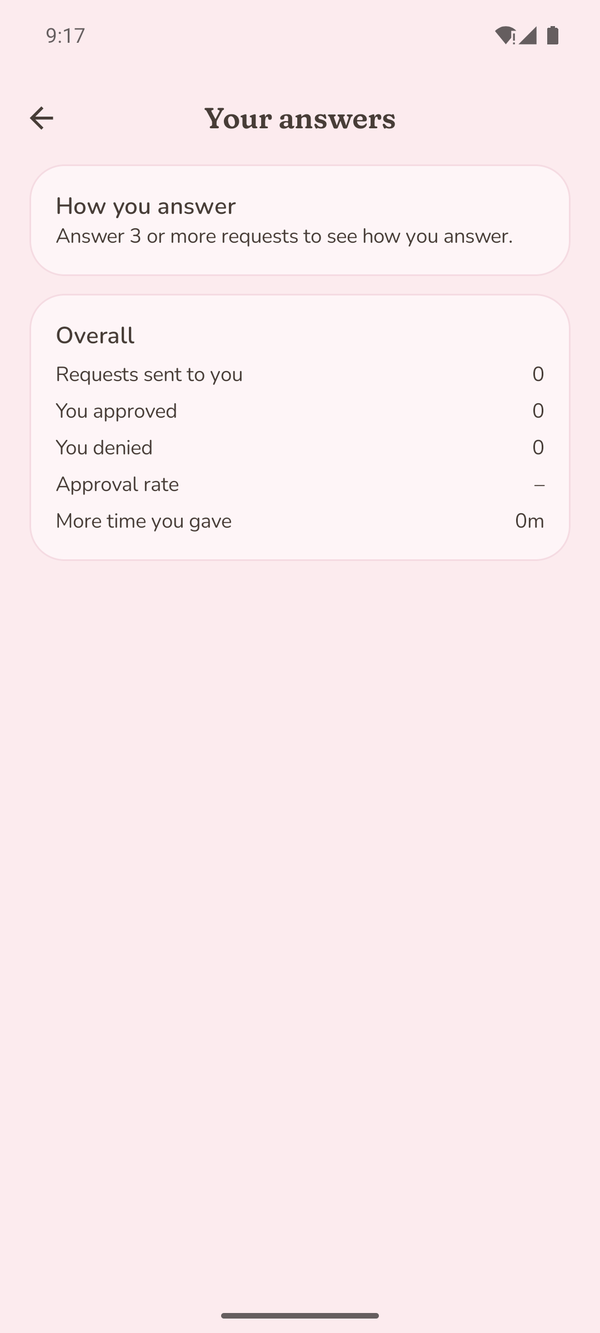 9:17
Your answers
How you answer
Answer 3 or more requests to see how you answer.
Overall
Requests sent to you 0
You approved 0
You denied 0
Approval rate –
More time you gave 0m